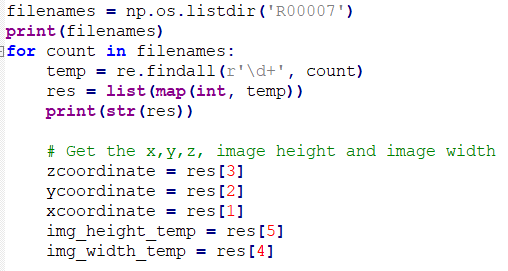 filenames = np.os.listdir('R00007')
print(filenames)
for count in filenames:
    temp = re.findall(r'\d+', count)
    res = list(map(int, temp))
    print(str(res))

    # Get the x,y,z, image height and image width
    zcoordinate = res[3]
    ycoordinate = res[2]
    xcoordinate = res[1]
    img_height_temp = res[5]
    img_width_temp = res[4]